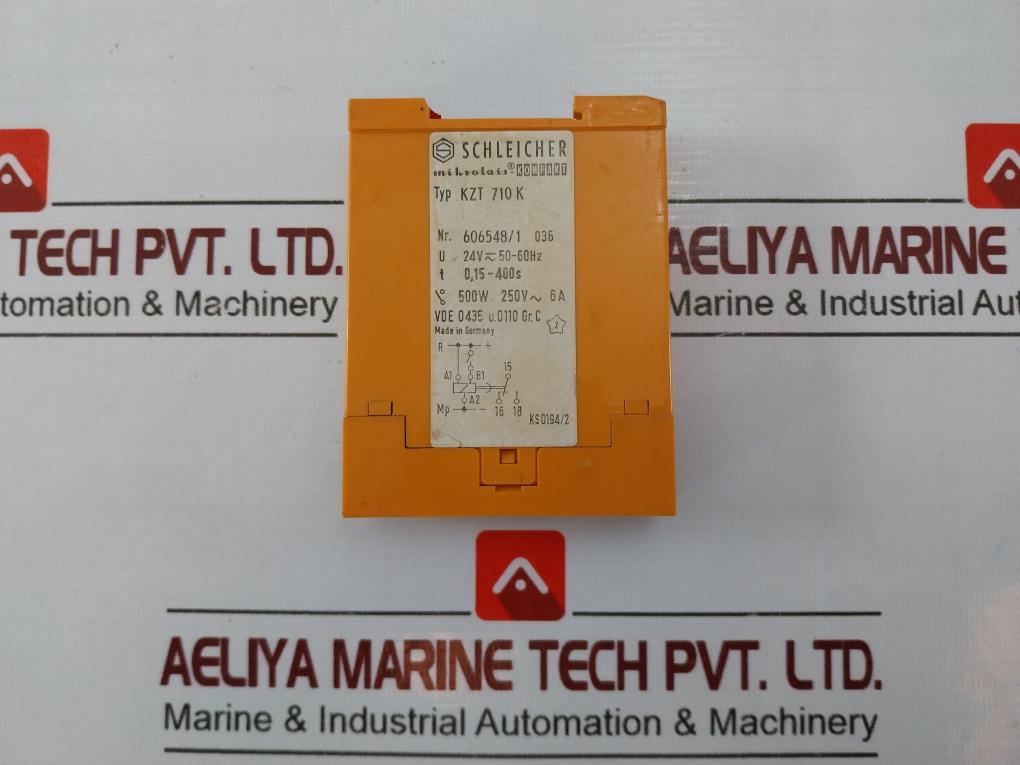 SCHLEICHER
mikrolais®-KOMPAKT
Typ KZT 710 K
Nr. 606548/1 036
U 24V ≂ 50-60Hz
t 0,15-400s
500W 250V~ 6A
VDE 0435 u.0110 Gr.C 2
Made in Germany
R +
15
A1 B1
A2
Mp -
16 18
KS0194/2
TECH PVT. LTD.
tomation & Machinery
AELIYA MARINE
Marine & Industrial Aut
AELIYA MARINE TECH PVT. LTD.
Marine & Industrial Automation & Machinery